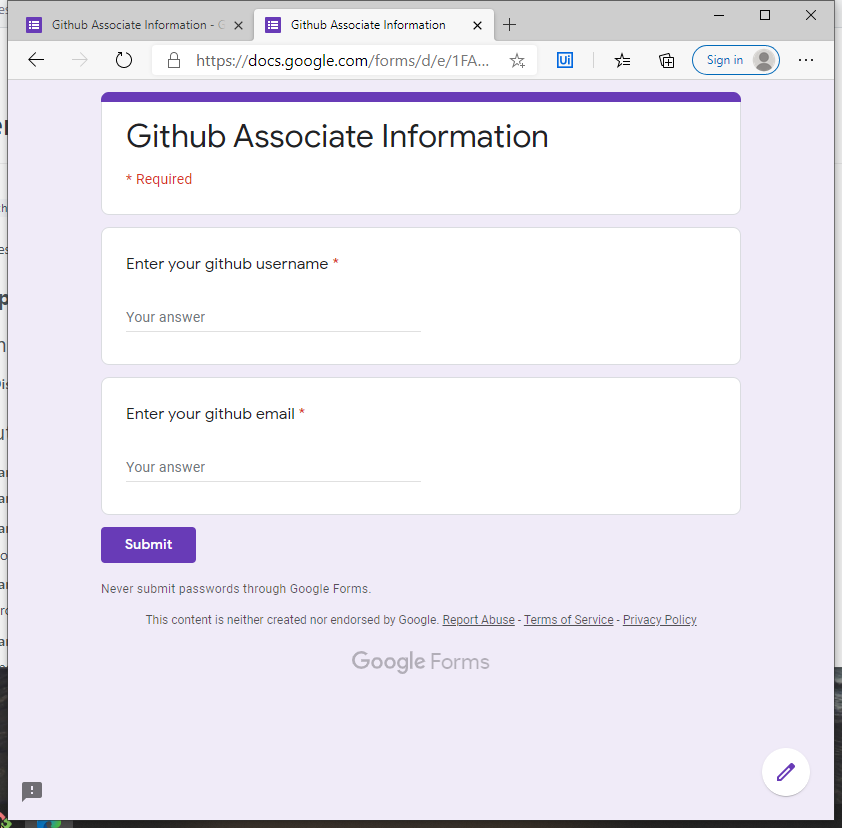 Github Associate Information - G
Github Associate Information
https://docs.google.com/forms/d/e/1FA...
Ui
Sign in
Github Associate Information
* Required
Enter your github username *
Your answer
Enter your github email *
Your answer
Submit
Never submit passwords through Google Forms.
This content is neither created nor endorsed by Google. Report Abuse - Terms of Service - Privacy Policy
Google Forms